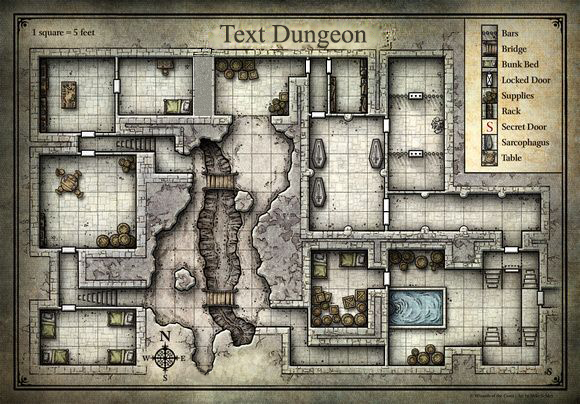 1 square = 5 feet
Text Dungeon
Bars
Bridge
Bunk Bed
Locked Door
Supplies
Rack
S
Secret Door
Sarcophagus
Table
N
W
E
S